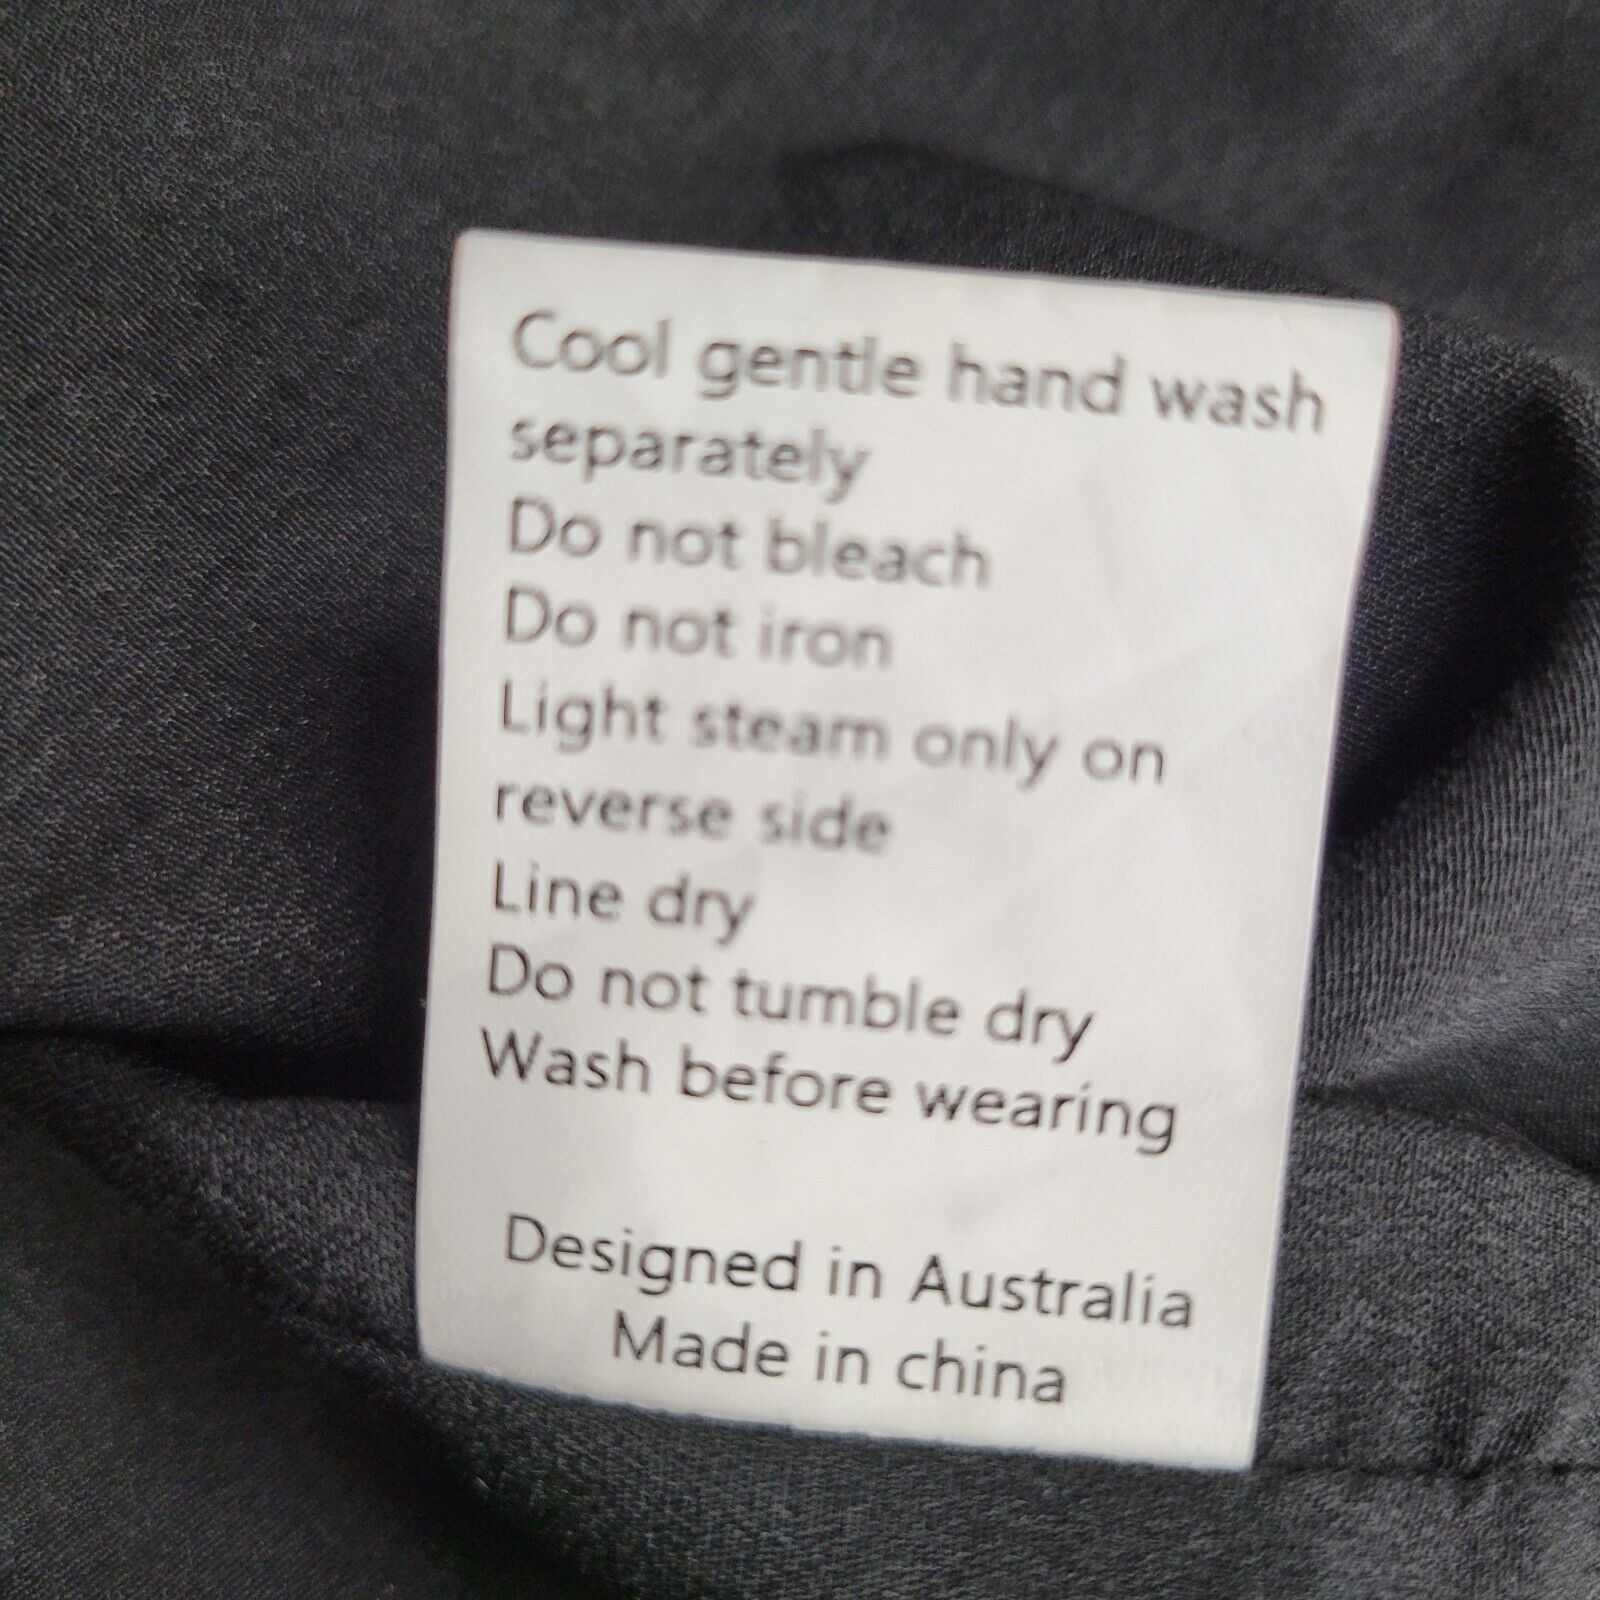 Cool gentle hand wash
separately
Do not bleach
Do not iron
Light steam only on
reverse side
Line dry
Do not tumble dry
Wash before wearing
Designed in Australia
Made in china